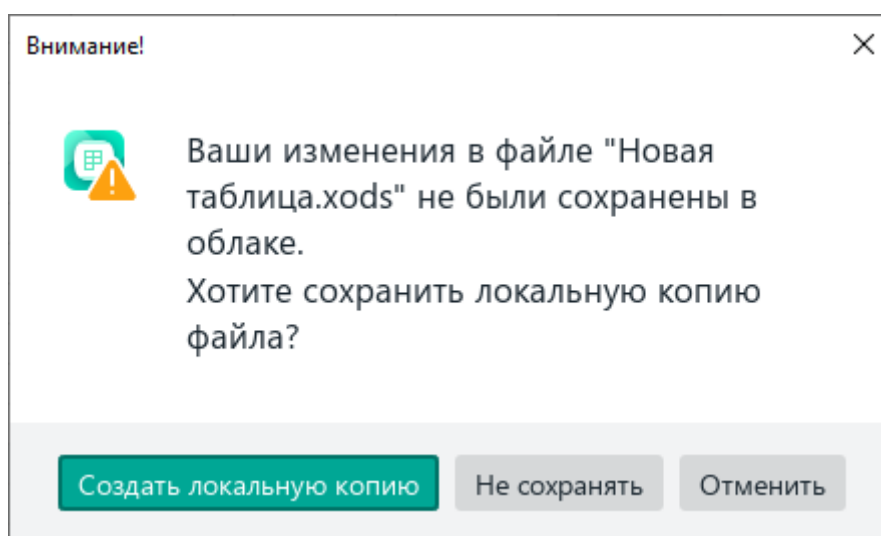 Внимание!
Ваши изменения в файле "Новая
таблица.xods" не были сохранены в
облаке.
Хотите сохранить локальную копию
файла?
Создать локальную копию Не сохранять Отменить